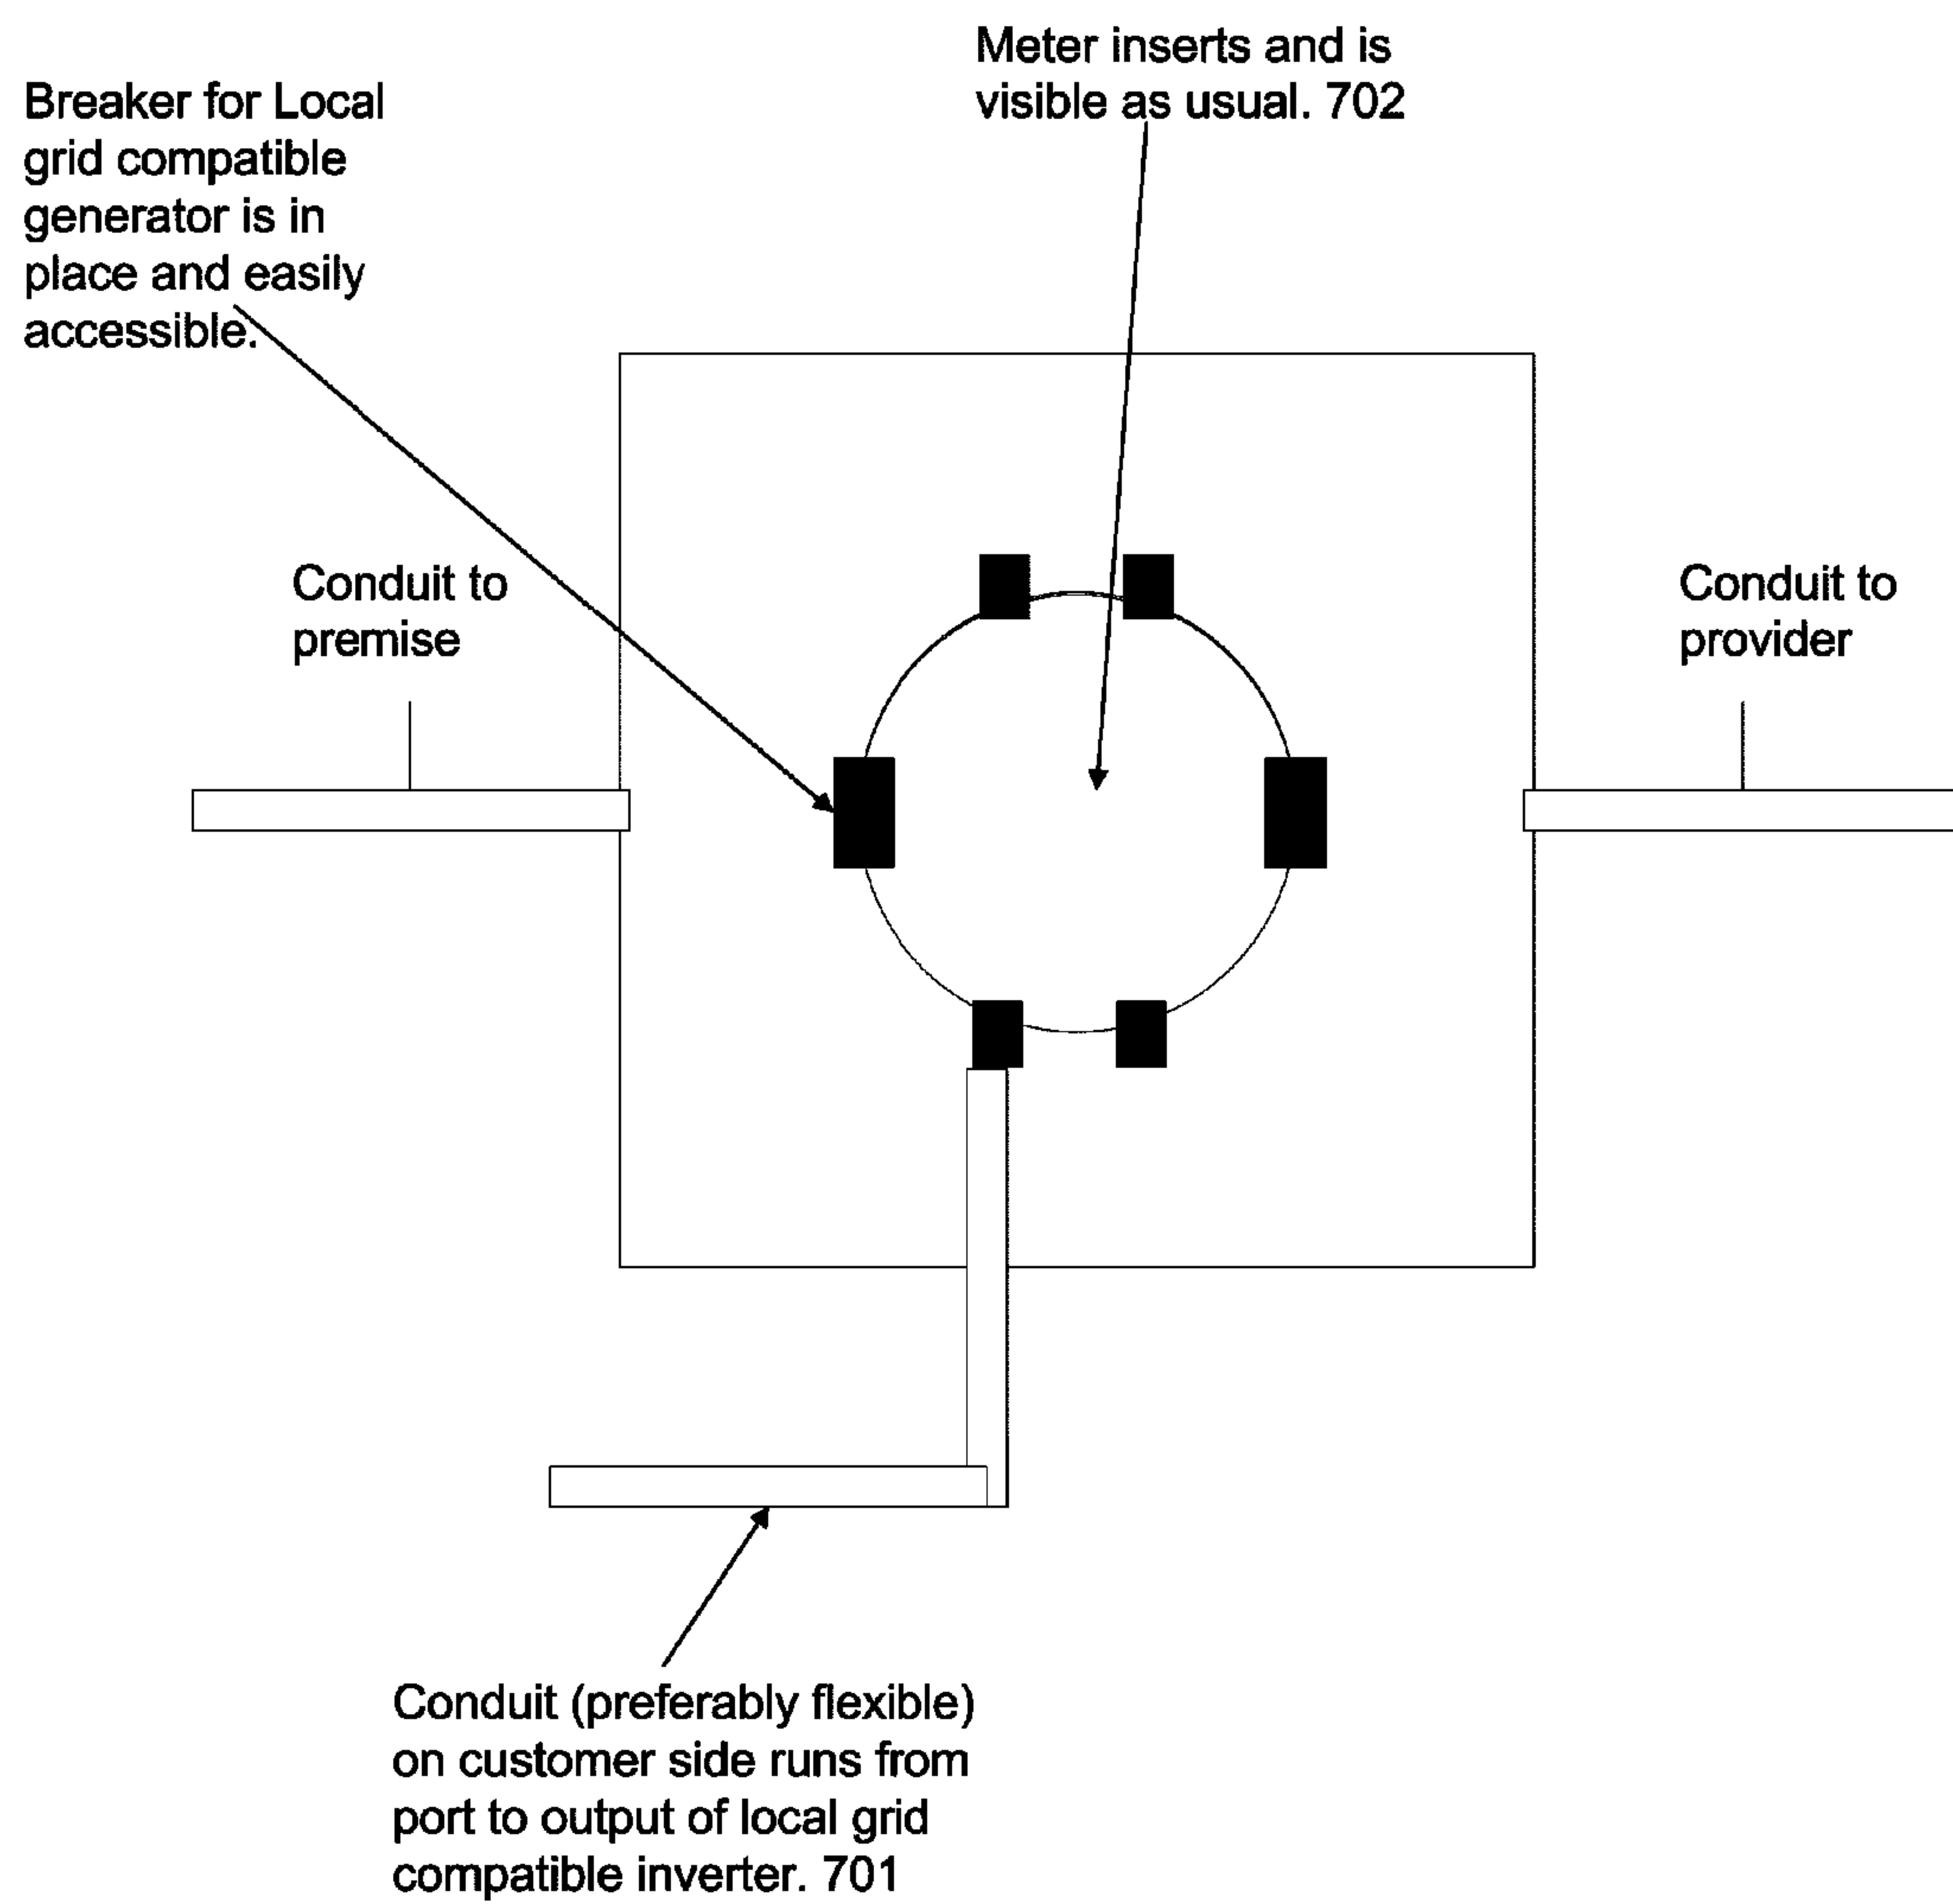 Meter inserts and is
visible as usual. 702
Breaker for Local
grid compatible
generator is in
place and easily
accessible.
Conduit to
premise
Conduit to
provider
Conduit (preferably flexible)
on customer side runs from
port to output of local grid
compatible inverter. 701